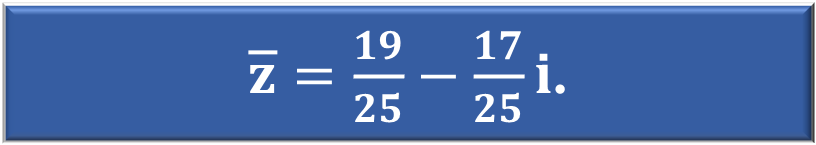 z̅ = 19/25 − 17/25 i.